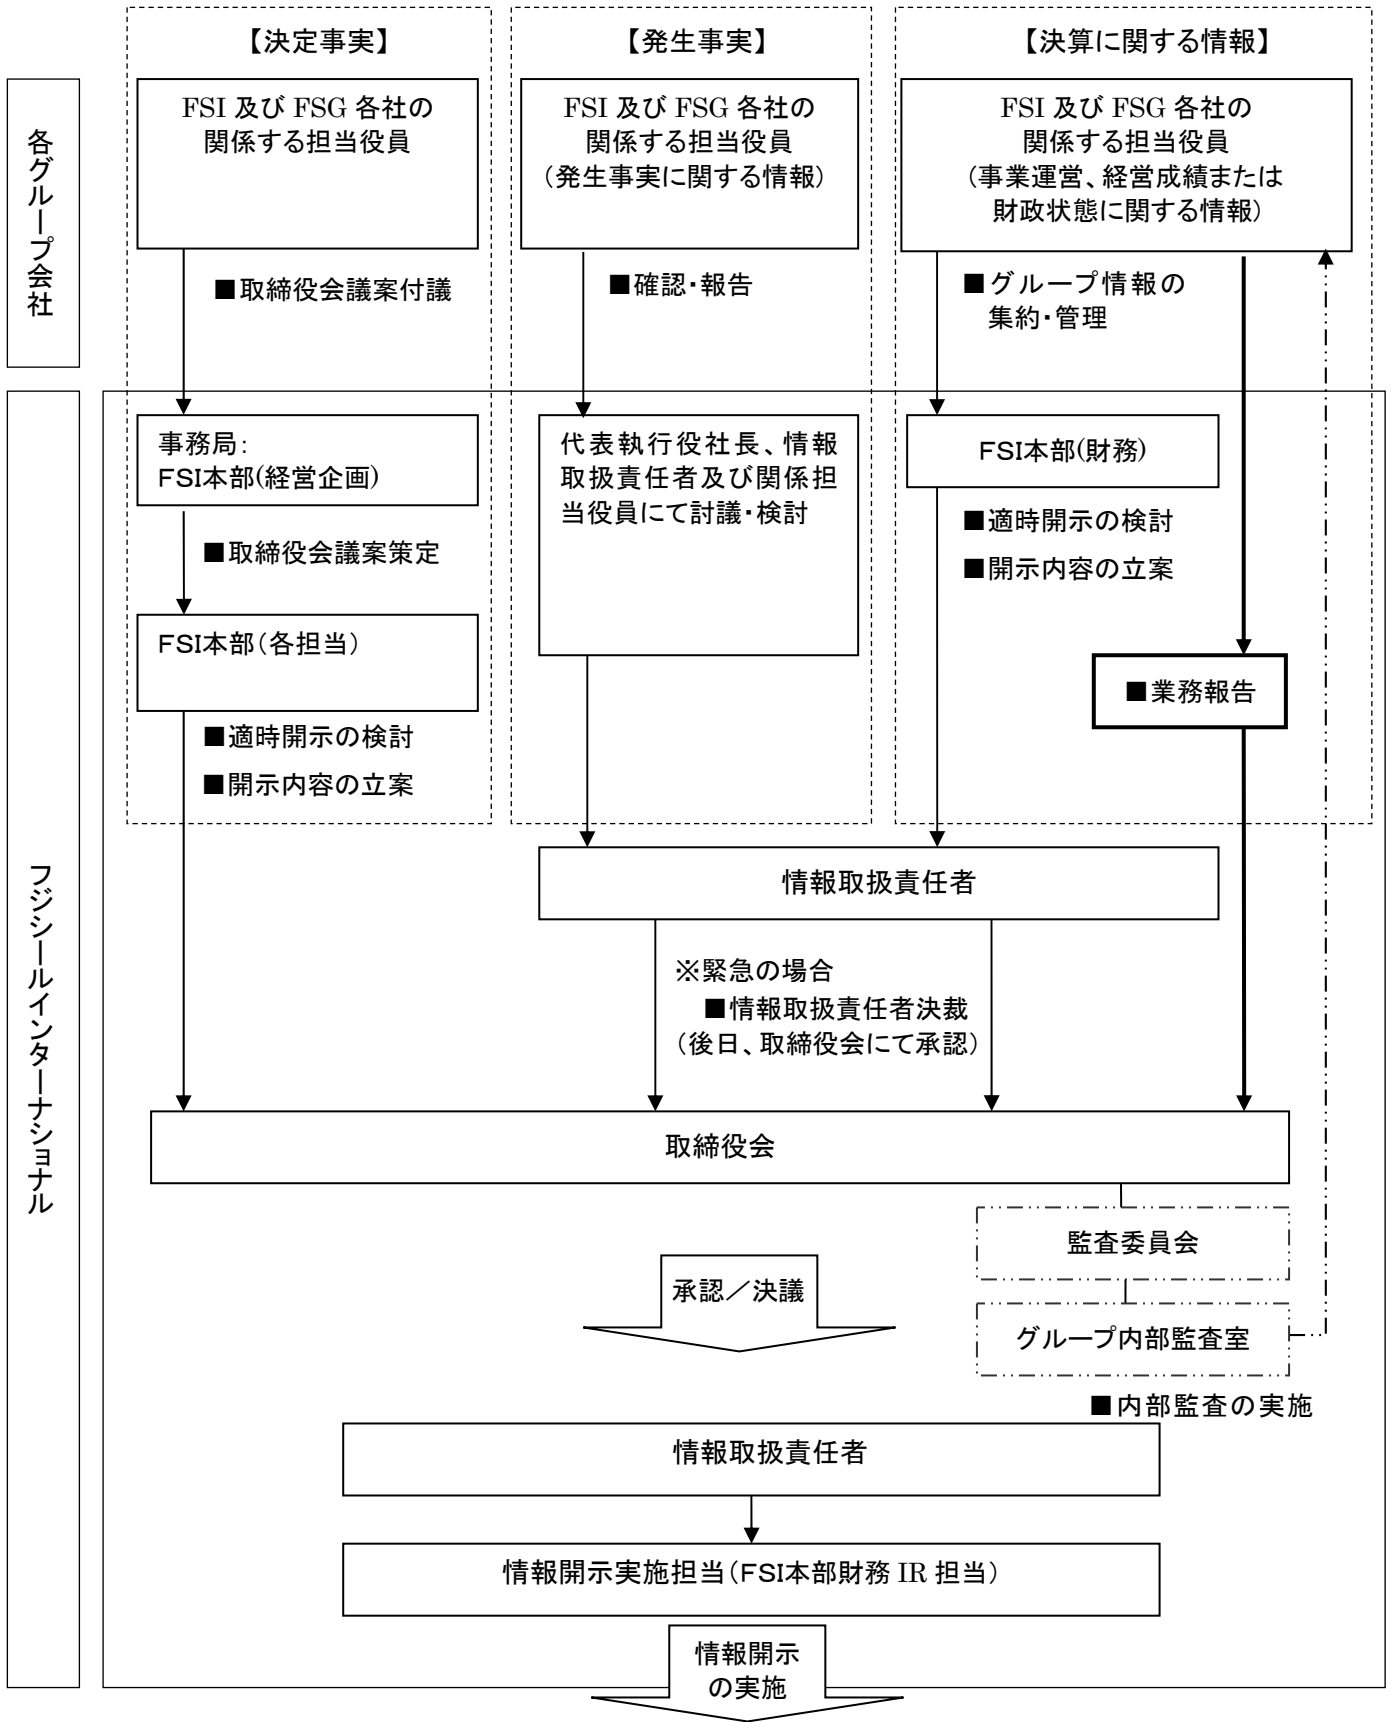 【決定事実】
【発生事実】
【決算に関する情報】
各グループ会社
FSI 及び FSG 各社の
関係する担当役員
FSI 及び FSG 各社の
関係する担当役員
(発生事実に関する情報)
FSI 及び FSG 各社の
関係する担当役員
(事業運営、経営成績または
財政状態に関する情報)
■取締役会議案付議
■確認・報告
■グループ情報の
集約・管理
フジシールインターナショナル
事務局:
FSI本部(経営企画)
■取締役会議案策定
FSI本部(各担当)
■適時開示の検討
■開示内容の立案
代表執行役社長、情報
取扱責任者及び関係担
当役員にて討議・検討
FSI本部(財務)
■適時開示の検討
■開示内容の立案
■業務報告
情報取扱責任者
※緊急の場合
■情報取扱責任者決裁
(後日、取締役会にて承認)
取締役会
監査委員会
承認/決議
グループ内部監査室
■内部監査の実施
情報取扱責任者
情報開示実施担当(FSI本部財務 IR 担当)
情報開示
の実施